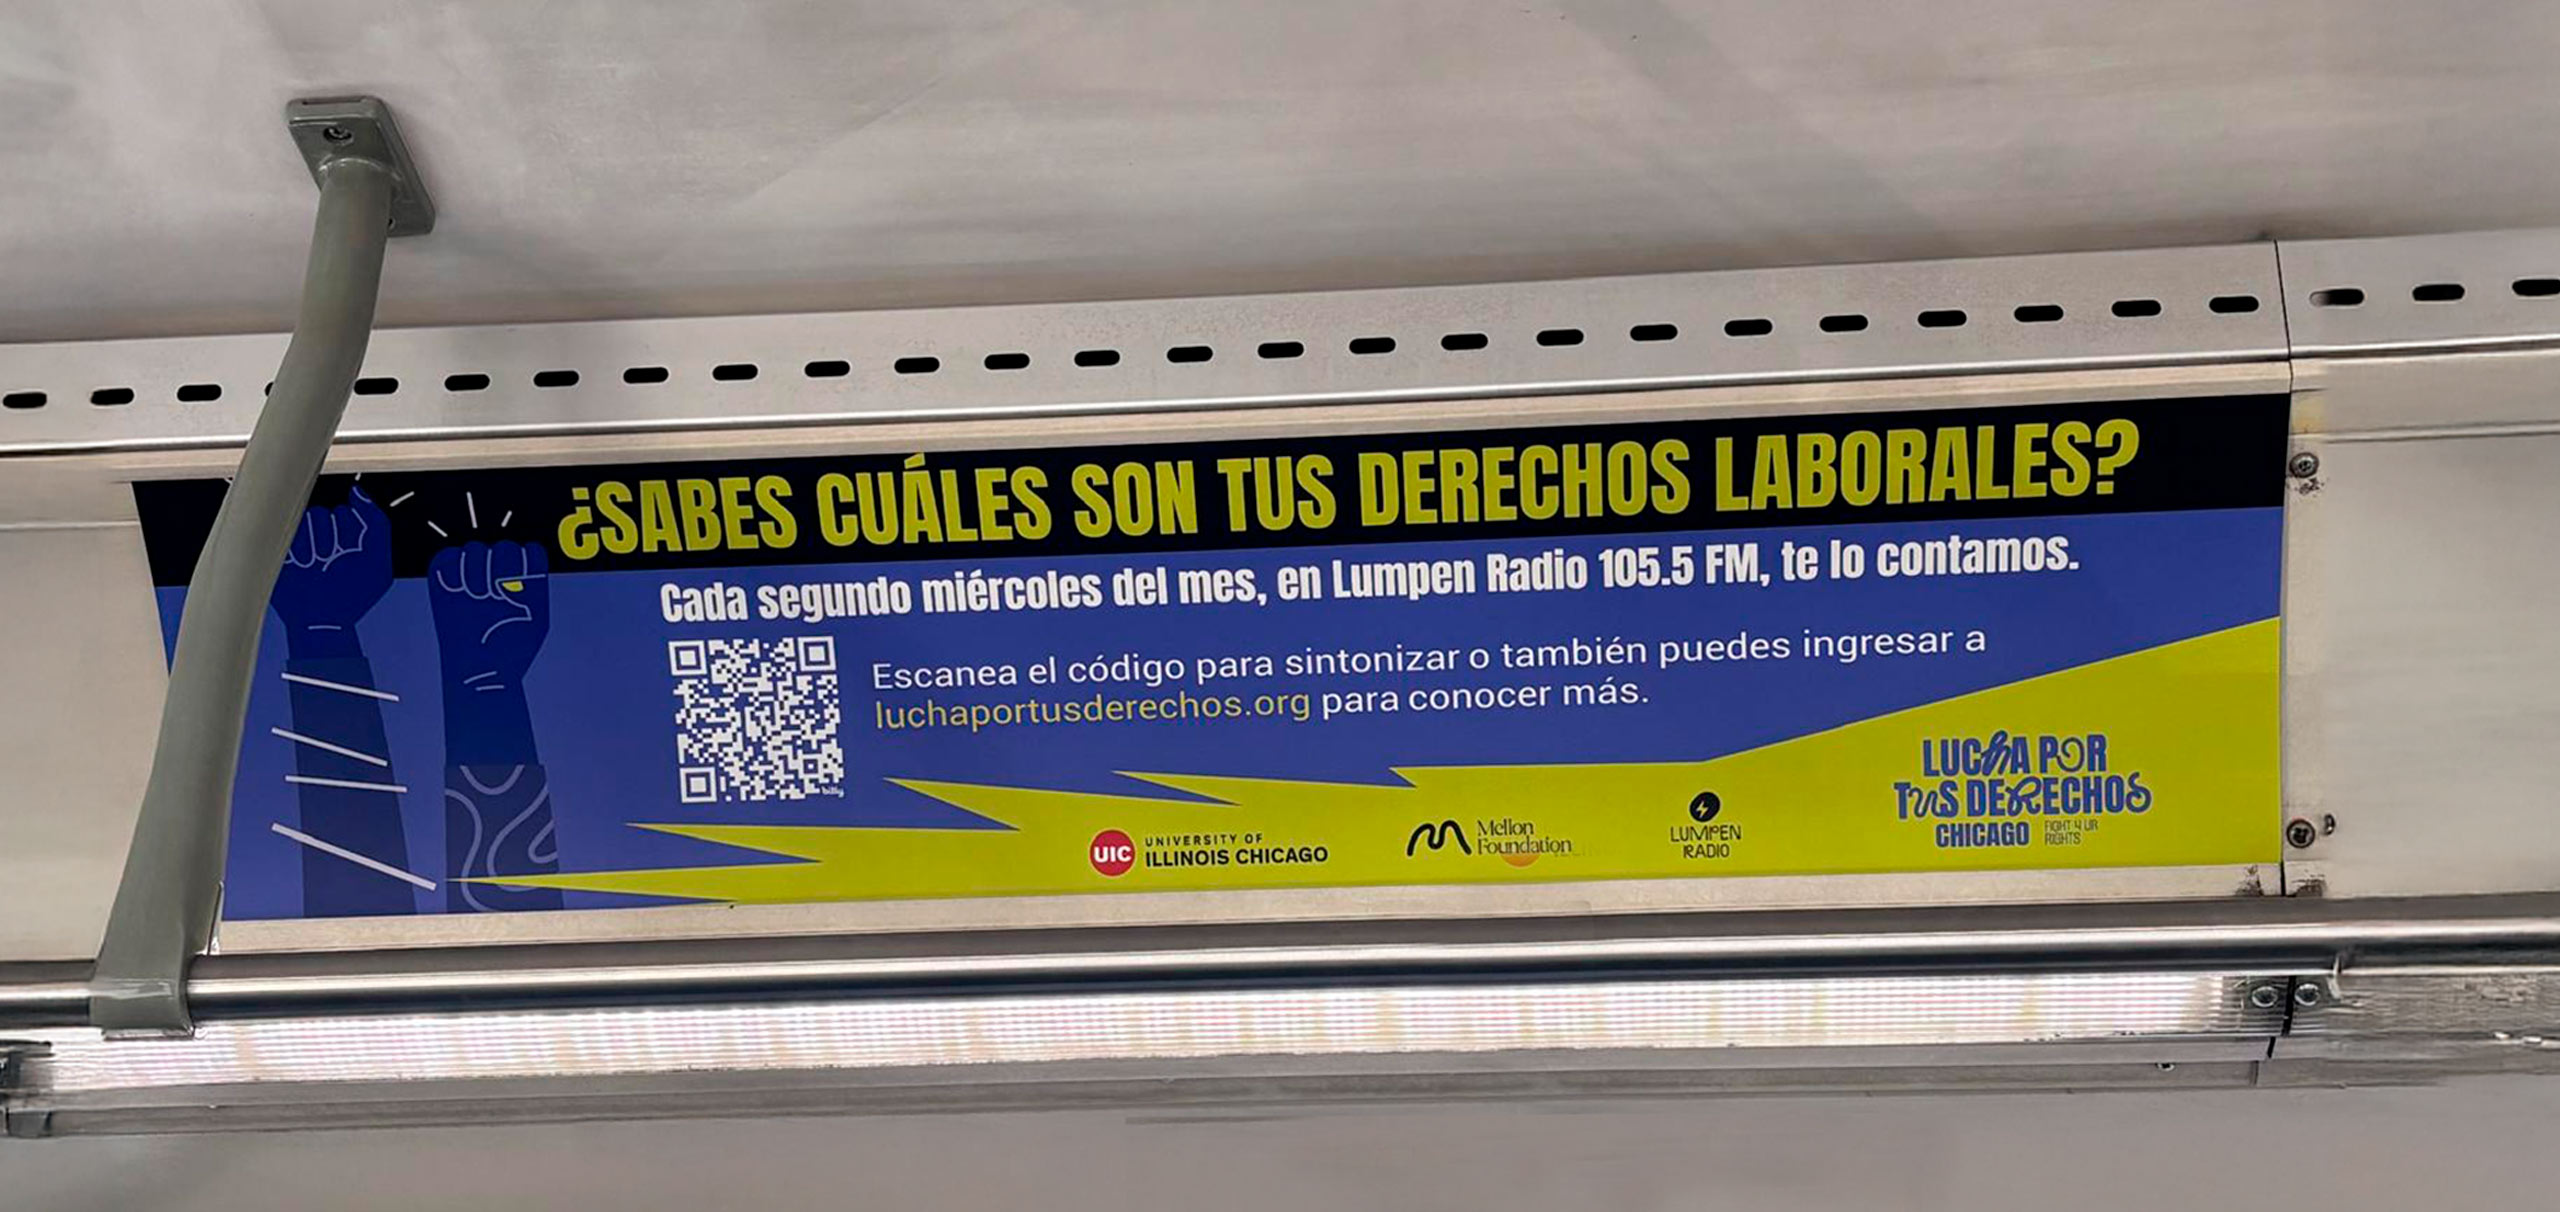 ¿SABES CUÁLES SON TUS DERECHOS LABORALES?
Cada segundo miércoles del mes, en Lumpen Radio 105.5 FM, te lo contamos.
Escanea el código para sintonizar o también puedes ingresar a
luchaportusderechos.org para conocer más.
bitly
UIC
UNIVERSITY OF
ILLINOIS CHICAGO
Mellon
Foundation
LUMPEN
RADIO
LUCHA POR
TUS DERECHOS
CHICAGO
FIGHT 4 UR
RIGHTS